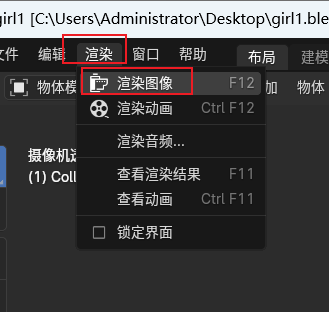 girl1 [C:\Users\Administrator\Desktop\girl1.ble
文件 编辑 渲染 窗口 帮助 布局
物体模 渲染图像 F12 加 物体
渲染动画 Ctrl F12
摄像机透
渲染音频...
(1) Coll
查看渲染结果 F11
查看动画 Ctrl F11
锁定界面